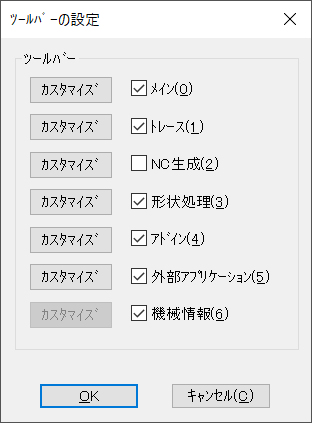 ﾂｰﾙﾊﾞｰの設定
ﾂｰﾙﾊﾞｰ
ｶｽﾀﾏｲｽﾞ ﾒｲﾝ(0)
ｶｽﾀﾏｲｽﾞ ﾄﾚｰｽ(1)
ｶｽﾀﾏｲｽﾞ NC生成(2)
ｶｽﾀﾏｲｽﾞ 形状処理(3)
ｶｽﾀﾏｲｽﾞ ｱﾄﾞｲﾝ(4)
ｶｽﾀﾏｲｽﾞ 外部ｱﾌﾟﾘｹｰｼｮﾝ(5)
ｶｽﾀﾏｲｽﾞ 機械情報(6)
OK ｷｬﾝｾﾙ(C)